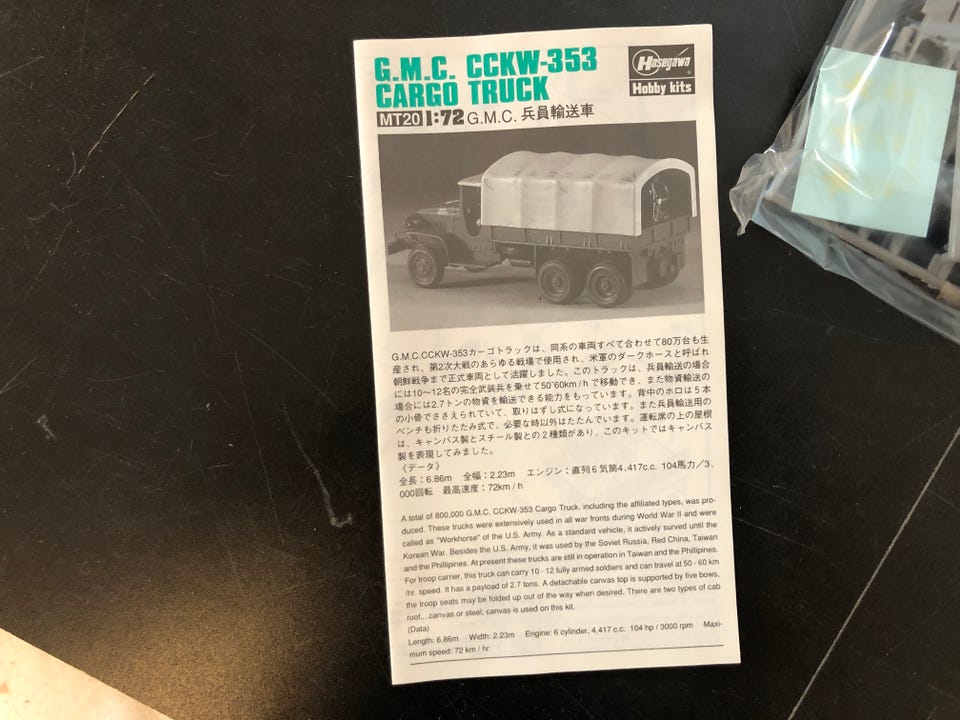 G.M.C. CCKW-353
CARGO TRUCK
Hasegawa
Hobby kits
MT20 1:72 G.M.C. 兵員輸送車
G.M.C.CCKW-353カーゴトラックは、同系の車両すべて合わせて80万台も生
産され、第2次大戦のあらゆる戦場で使用され、米軍のダークホースと呼ばれ
朝鮮戦争まで正式車両として活躍しました。このトラックは、兵員輸送の場合
には10〜12名の完全武装兵を乗せて50~60km/hで移動でき、また物資輸送の
場合には2.7トンの物資を輸送できる能力をもっています。背中のホロは5本
の小骨でささえられていて、取りはずし式になっています。また兵員輸送用の
ベンチも折りたたみ式で、必要な時以外はたたんでいます。運転席の上の屋根
は、キャンバス製とスチール製との2種類があり、このキットではキャンバス
製を表現してみました。
《データ》
全長:6.86m 全幅:2.23m エンジン:直列6気筒4,417c.c. 104馬力/3,
000回転 最高速度:72km/h
A total of 800,000 G.M.C. CCKW-353 Cargo Truck, including the affiliated types, was pro-
duced. These trucks were extensively used in all war fronts during World War II and were
called as "Workhorse" of the U.S. Army. As a standard vehicle, it actively surved until the
Korean War. Besides the U.S. Army, it was used by the Soviet Russia, Red China, Taiwan
and the Phillipines. At present these trucks are still in operation in Taiwan and the Phillipines.
For troop carrier, this truck can carry 10 - 12 fully armed soldiers and can travel at 50 - 60 km
/hr. speed. It has a payload of 2.7 tons. A detachable canvas top is supported by five bows,
the troop seats may be folded up out of the way when desired. There are two types of cab
roof....canvas or steel; canvas is used on this kit.
(Data)
Length: 6.86m Width: 2.23m Engine: 6 cylinder, 4,417 c.c. 104 hp / 3000 rpm Maxi-
mum speed: 72 km / hr.